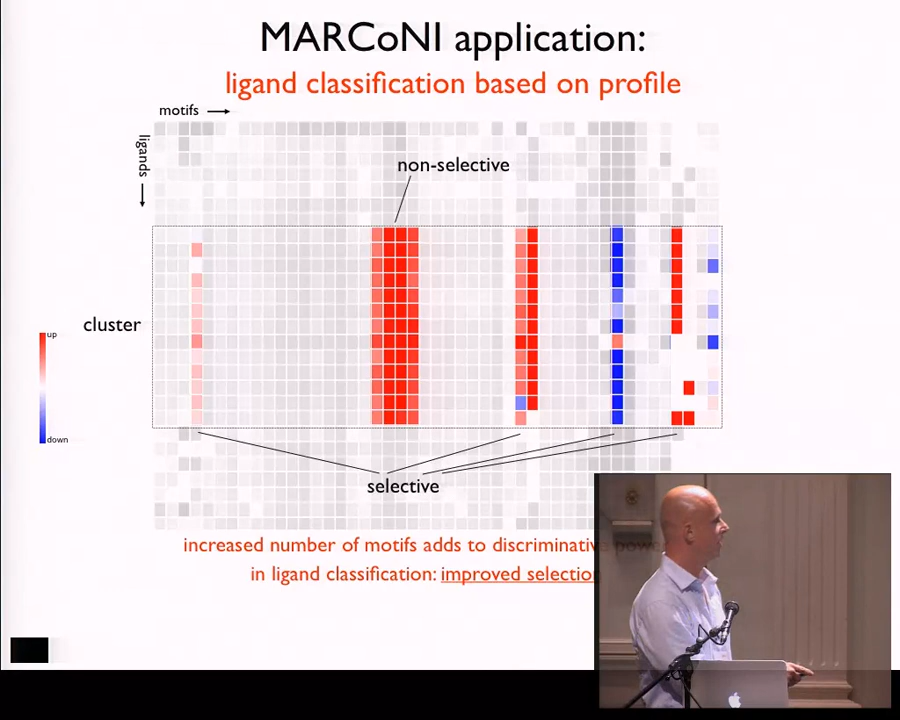 MARCoNI application:
ligand classification based on profile
motifs
ligands
non-selective
cluster
up
down
selective
increased number of motifs adds to discriminative
in ligand classification: improved selection